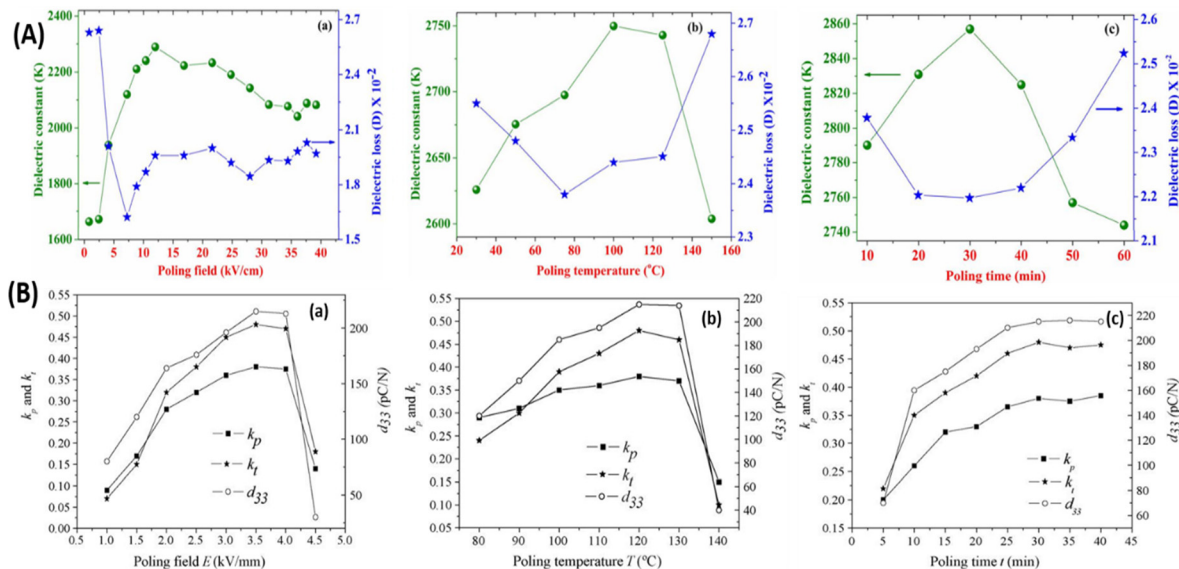 (A)
(a)
Dielectric constant (K)
2400
2200
2000
1800
1600
2.7
2.4
2.1
1.8
1.5
Dielectric loss (D) X 10-2
0 5 10 15 20 25 30 35 40
Poling field (kV/cm)
(b)
Dielectric constant (K)
2750
2700
2650
2600
2.7
2.6
2.5
2.4
2.3
Dielectric loss (D) X10-2
20 40 60 80 100 120 140 160
Poling temperature (°C)
(c)
Dielectric constant (K)
2860
2840
2820
2800
2780
2760
2740
2.6
2.5
2.4
2.3
2.2
2.1
Dielectric loss (D) X 10-2
10 20 30 40 50 60
Poling time (min)
(B)
(a)
kp and kt
0.55
0.50
0.45
0.40
0.35
0.30
0.25
0.20
0.15
0.10
0.05
0.00
200
150
100
50
d33 (pC/N)
kp
kt
d33
1.0 1.5 2.0 2.5 3.0 3.5 4.0 4.5
Poling field E (kV/mm)
(b)
kp and kt
0.55
0.50
0.45
0.40
0.35
0.30
0.25
0.20
0.15
0.10
0.05
220
200
180
160
140
120
100
80
60
40
d33 (pC/N)
kp
kt
d33
80 90 100 110 120 130 140
Poling temperature T (°C)
(c)
kp and kt
0.55
0.50
0.45
0.40
0.35
0.30
0.25
0.20
0.15
220
200
180
160
140
120
100
80
60
d33 (pC/N)
kp
kt
d33
0 5 10 15 20 25 30 35 40 45
Poling time t (min)